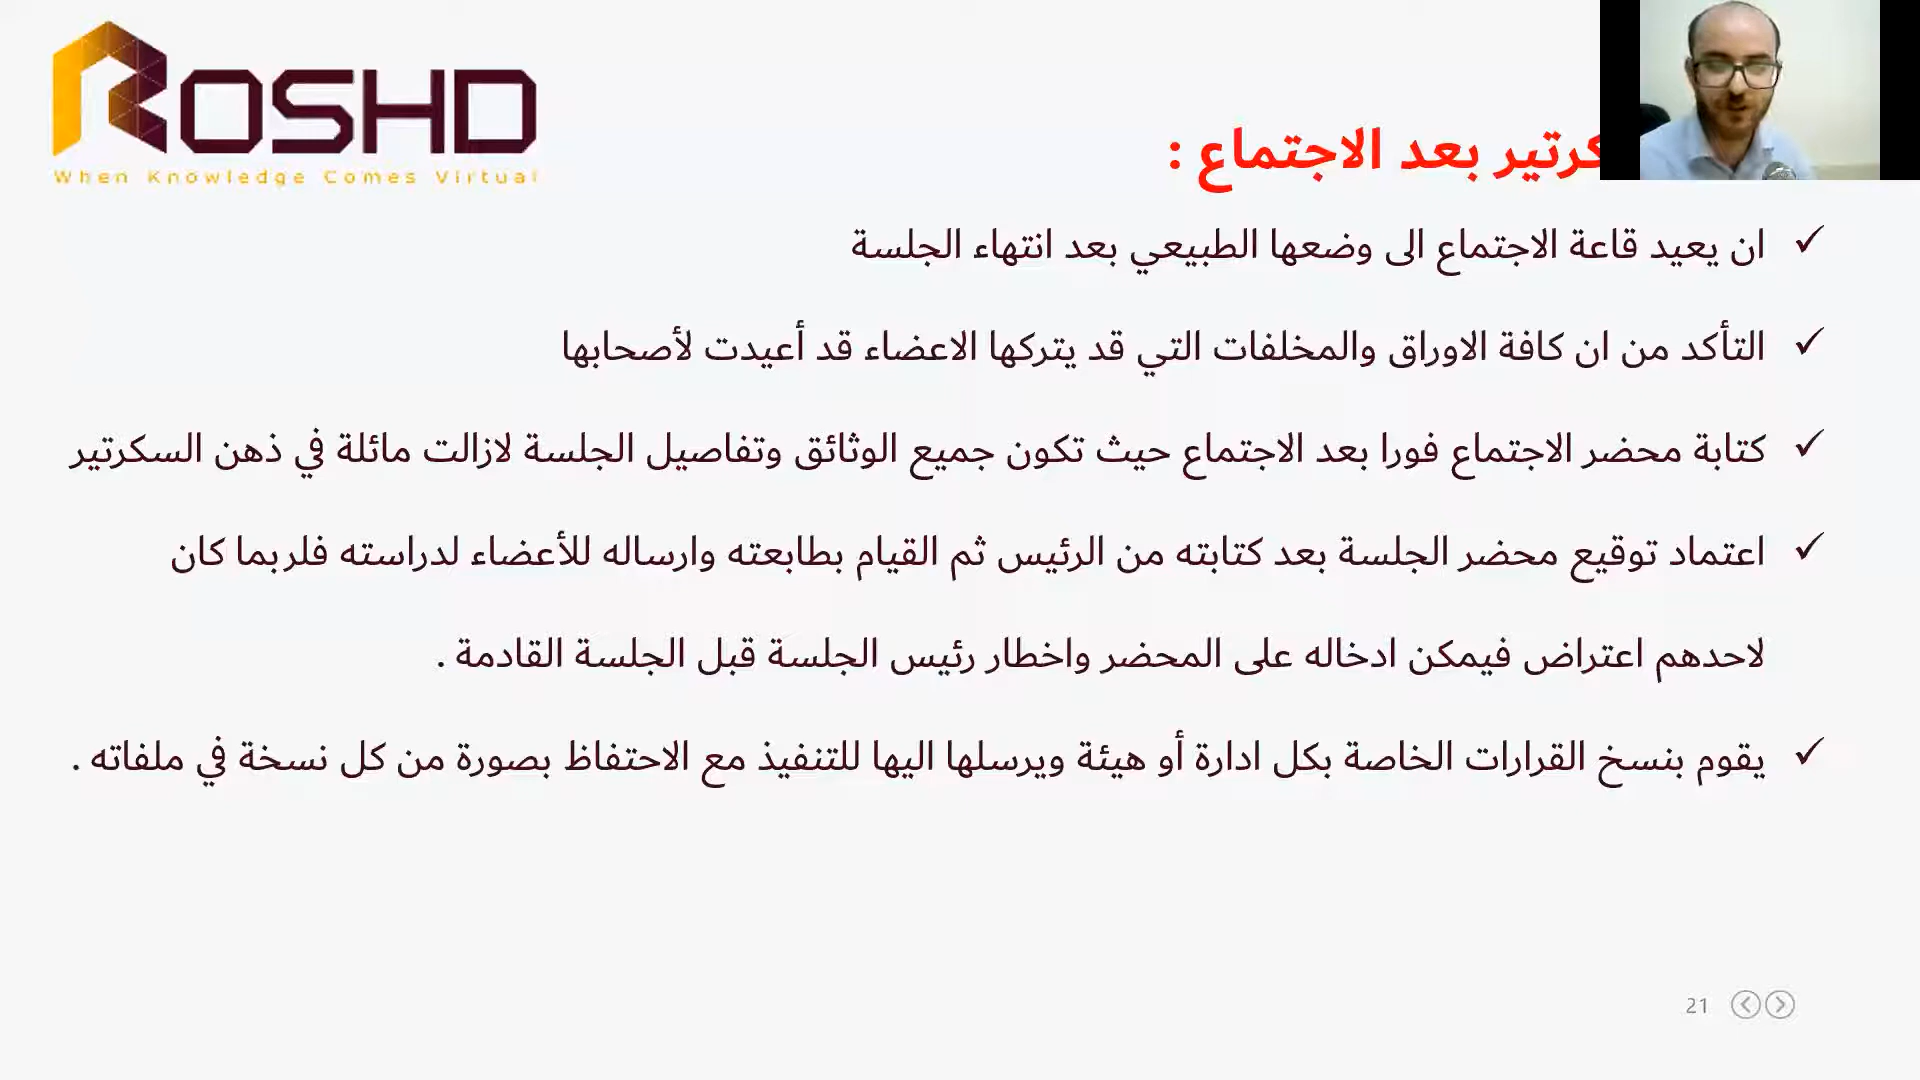 ROSHD
When Knowledge Comes Virtual
بعد الاجتماع :
ان يعيد قاعة الاجتماع الى وضعها الطبيعي بعد انتهاء الجلسة
التأكد من ان كافة الاوراق والمخلفات التي قد يتركها الاعضاء قد أعيدت لأصحابها
كتابة محضر الاجتماع فورا بعد الاجتماع حيث تكون جميع الوثائق وتفاصيل الجلسة لازالت مائلة في ذهن السكرتير
اعتماد توقيع محضر الجلسة بعد كتابته من الرئيس ثم القيام بطابعته وارساله للأعضاء لدراسته فلربما كان
لاحدهم اعتراض فيمكن ادخاله على المحضر واخطار رئيس الجلسة قبل الجلسة القادمة .
يقوم بنسخ القرارات الخاصة بكل ادارة أو هيئة ويرسلها اليها للتنفيذ مع الاحتفاظ بصورة من كل نسخة في ملفاته .
21